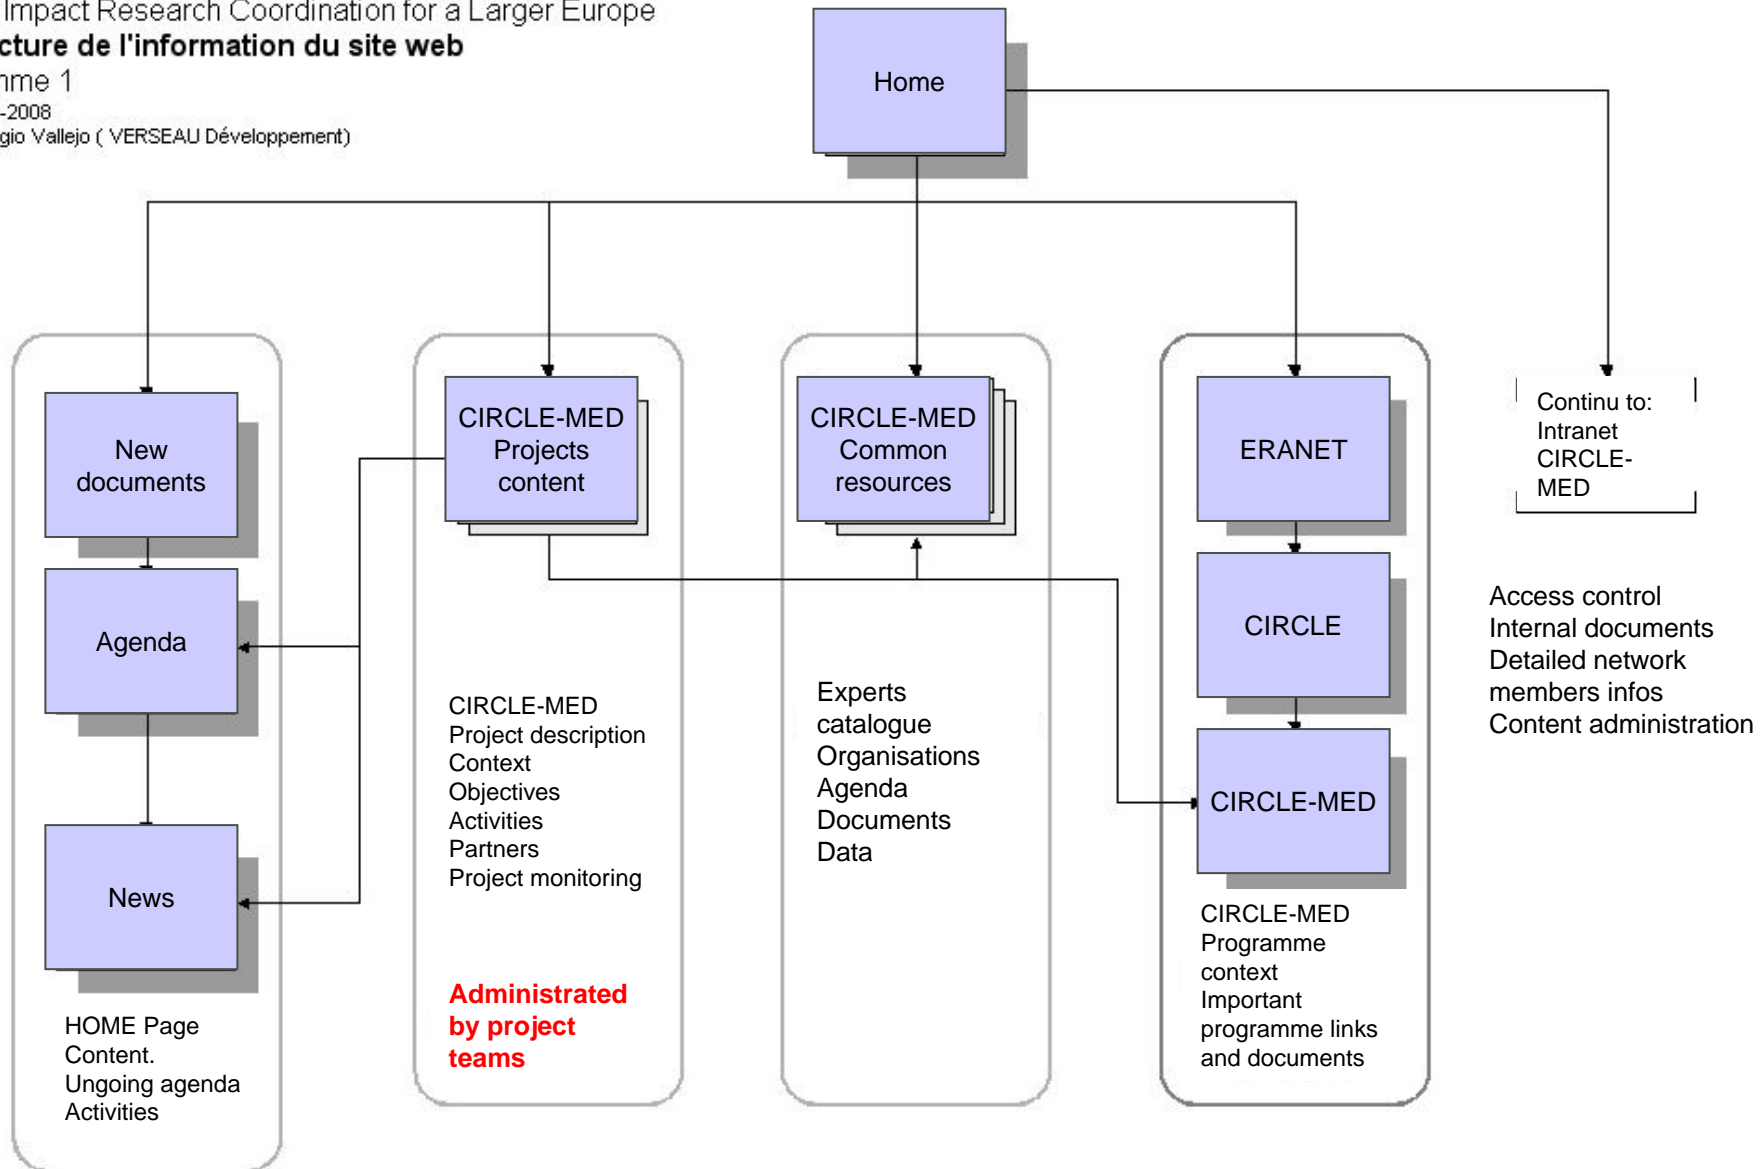 Impact Research Coordination for a Larger Europe
cture de l'information du site web
nme 1
-2008
gio Vallejo ( VERSEAU Développement)
Home
New
documents
Agenda
News
HOME Page
Content.
Ungoing agenda
Activities
CIRCLE-MED
Projects
content
CIRCLE-MED
Project description
Context
Objectives
Activities
Partners
Project monitoring
Administrated
by project
teams
CIRCLE-MED
Common
resources
Experts
catalogue
Organisations
Agenda
Documents
Data
ERANET
CIRCLE
CIRCLE-MED
CIRCLE-MED
Programme
context
Important
programme links
and documents
Continu to:
Intranet
CIRCLE-
MED
Access control
Internal documents
Detailed network
members infos
Content administration